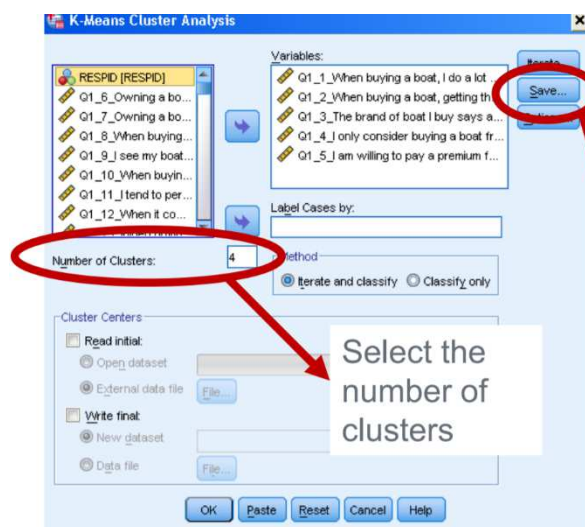 K-Means Cluster Analysis
Variables:
RESPID [RESPID]
Q1_6_Owning a bo...
Q1_7_Owning a bo...
Q1_8_When buying...
Q1_9_I see my boat...
Q1_10_When buyin...
Q1_11_I tend to per...
Q1_12_When it co...
Q1_1_When buying a boat, I do a lot ...
Q1_2_When buying a boat, getting th...
Q1_3_The brand of boat I buy says a...
Q1_4_I only consider buying a boat fr...
Q1_5_I am willing to pay a premium f...
Iterate...
Save...
Label Cases by:
Number of Clusters: 4
Method
Iterate and classify Classify only
Cluster Centers
Read initial:
Open dataset
External data file File...
Write final:
New dataset
Data file File...
Select the
number of
clusters
OK Paste Reset Cancel Help